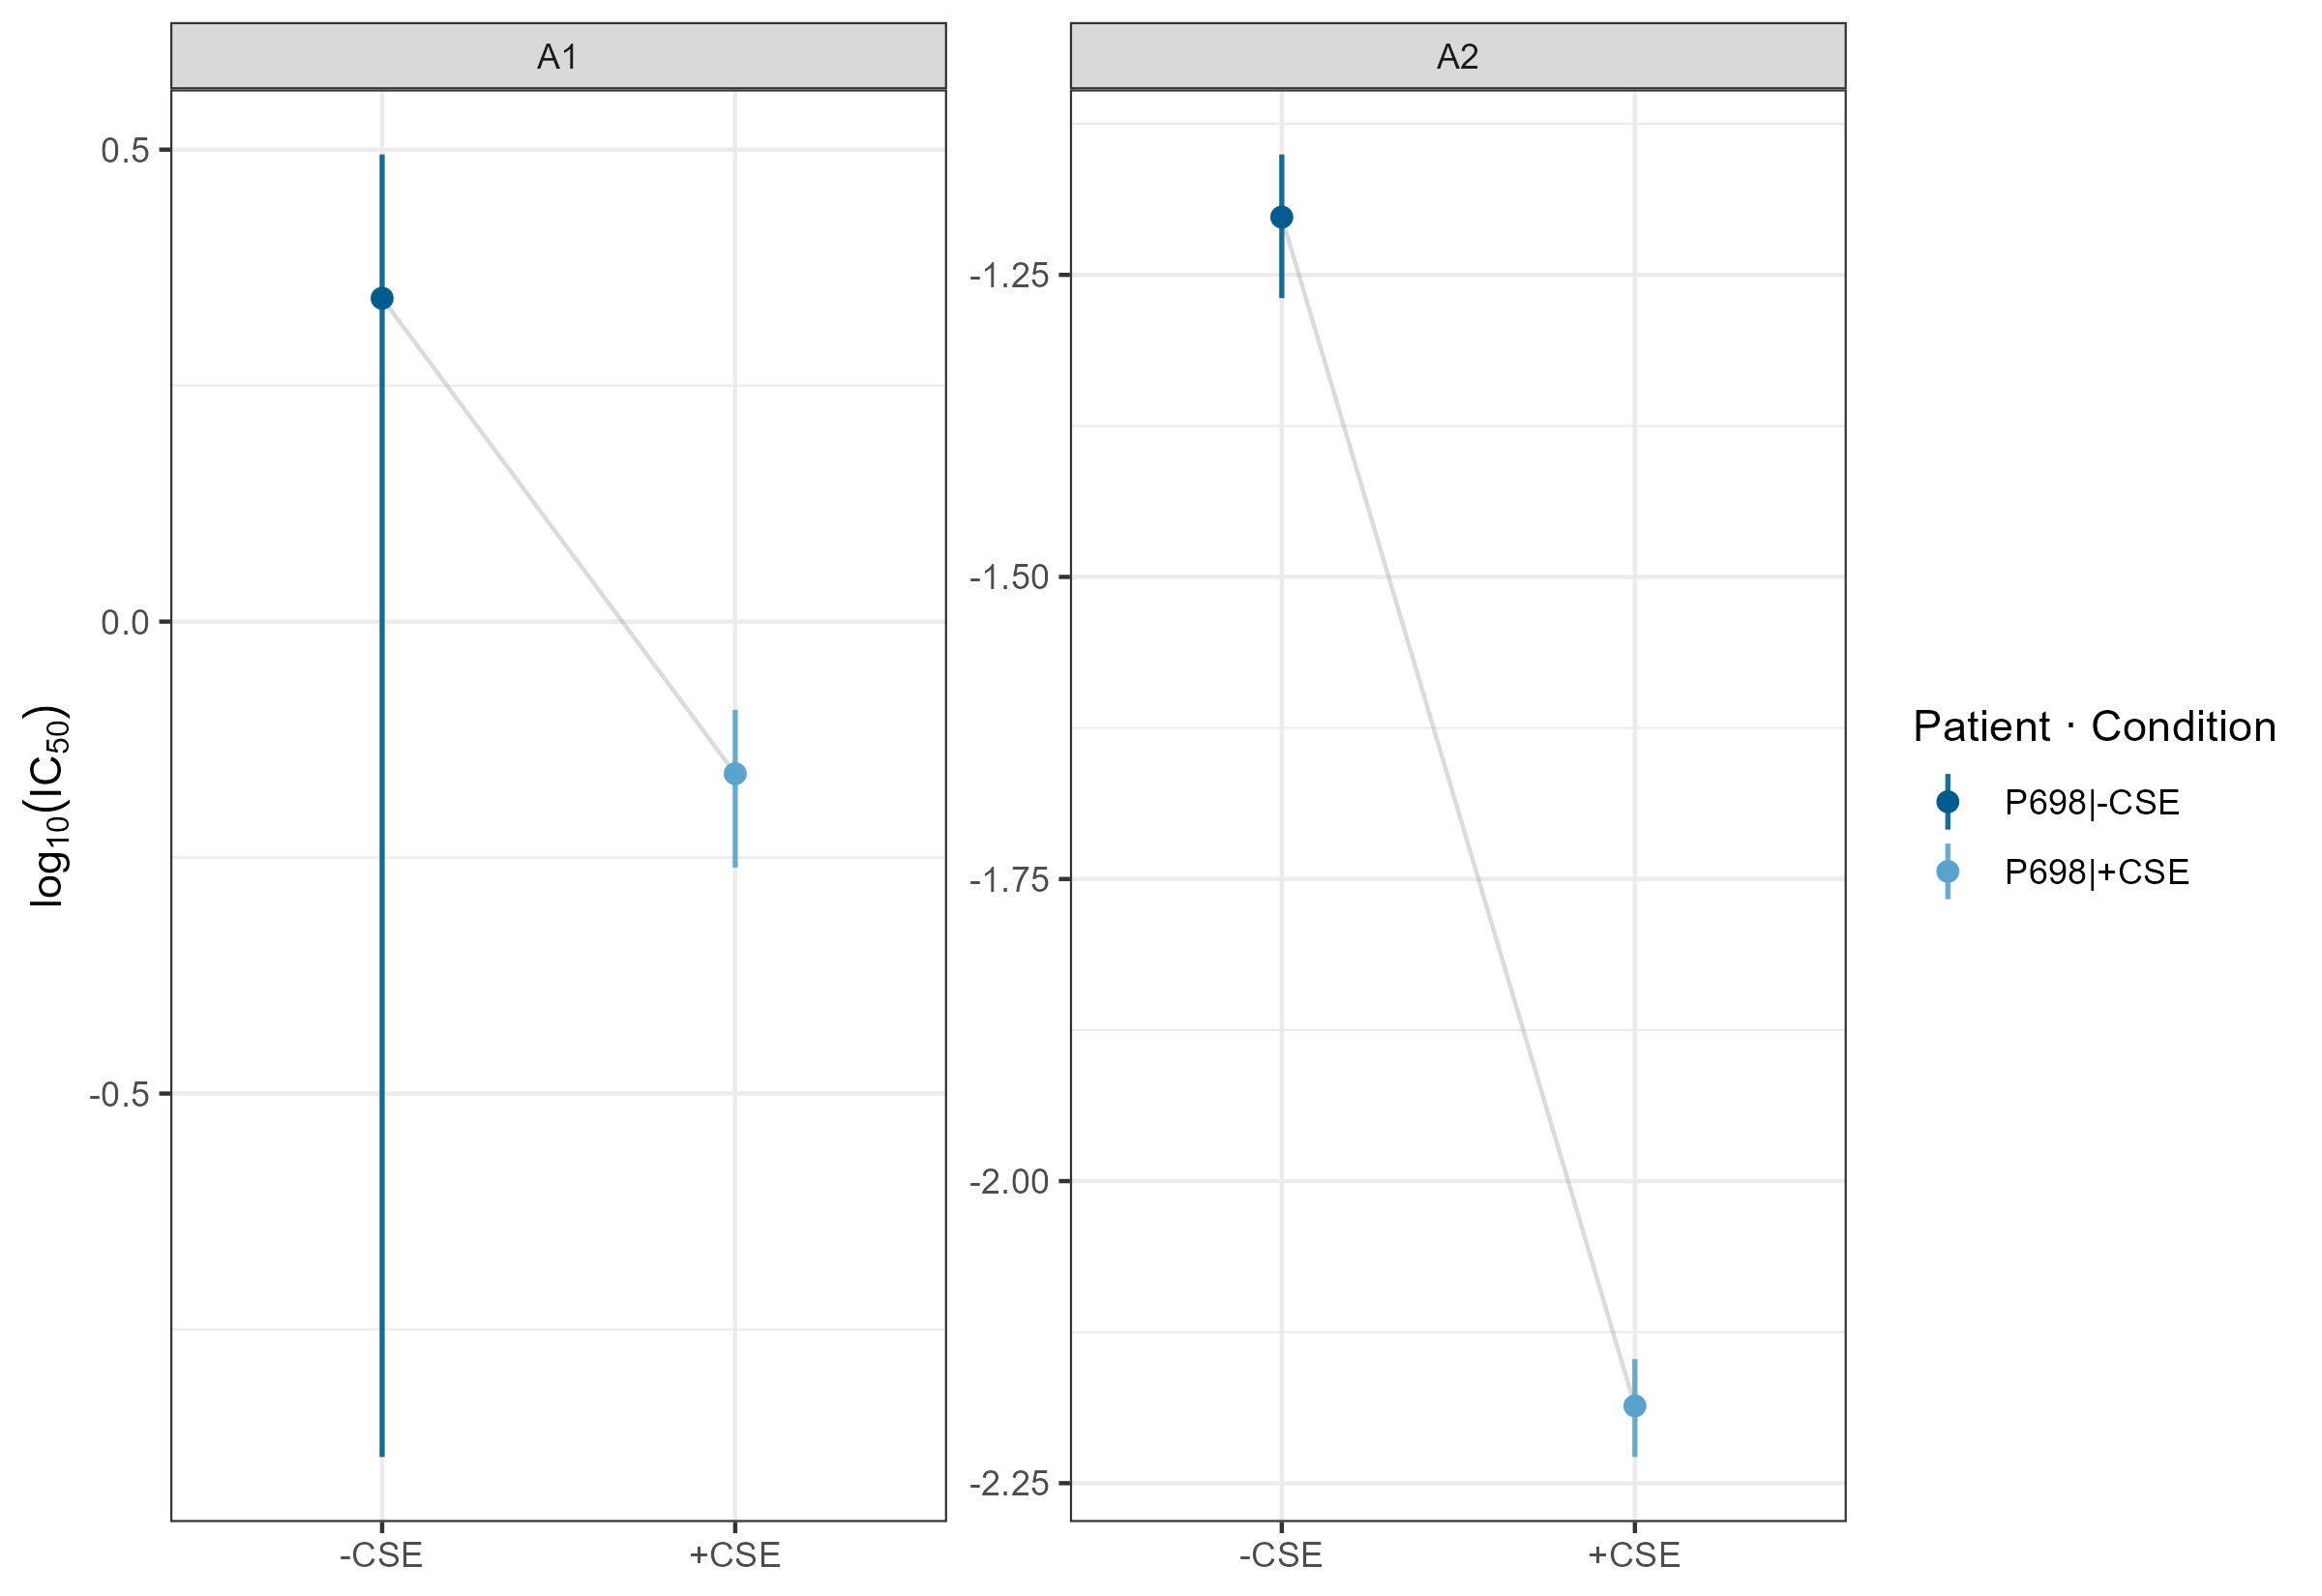 A1
A2
0.5
0.0
-0.5
-1.25
-1.50
-1.75
-2.00
-2.25
log10(IC50)
-CSE
+CSE
-CSE
+CSE
Patient · Condition
P698|-CSE
P698|+CSE